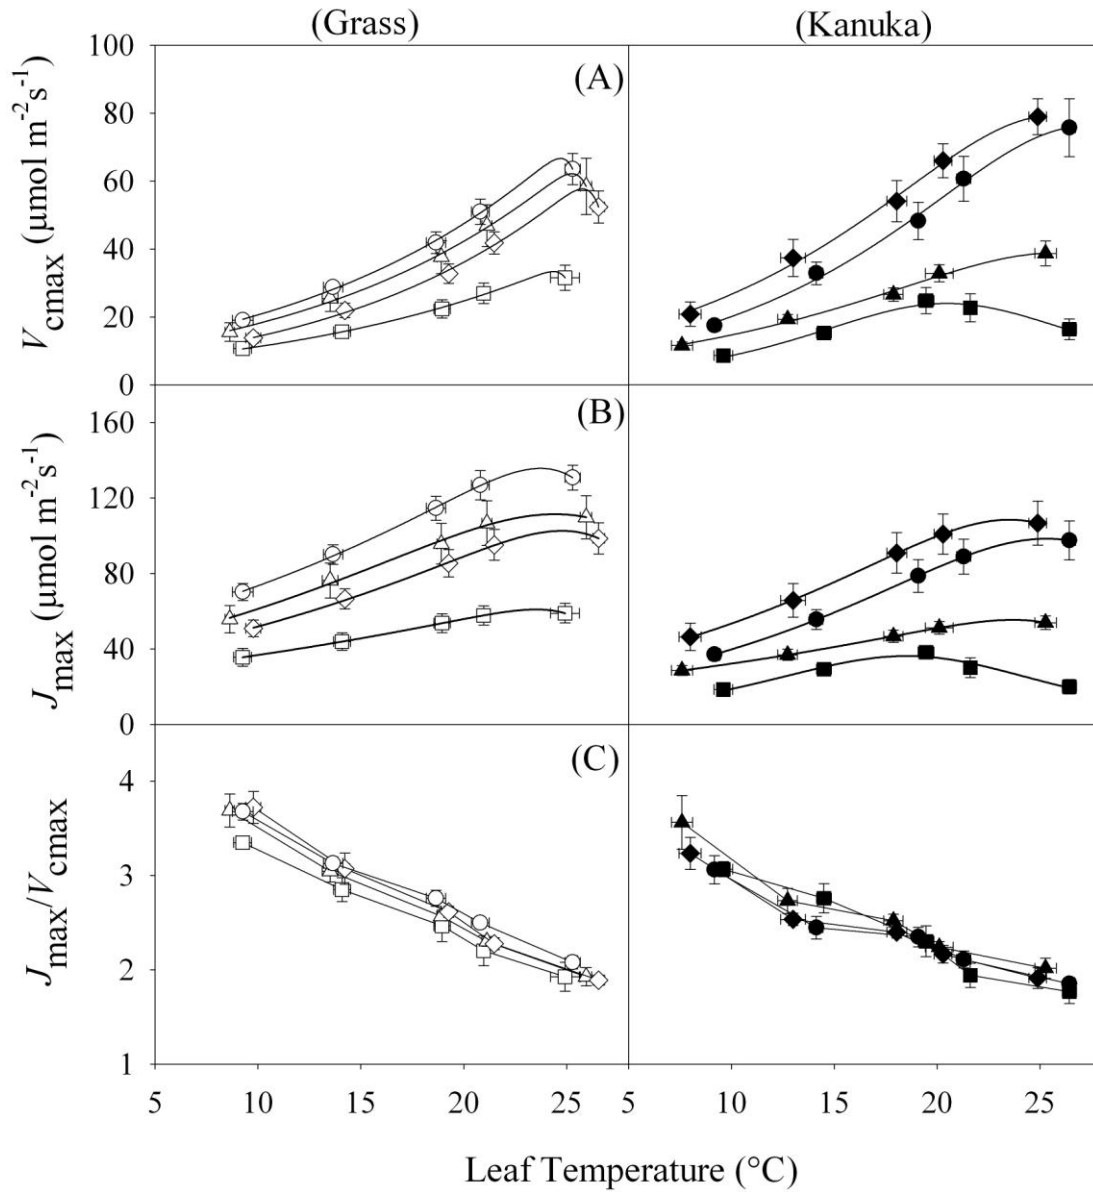 (Grass) (Kanuka)
(A)
100
80
60
40
20
0
Vcmax (µmol m-2s-1)
(B)
160
120
80
40
0
Jmax (µmol m-2s-1)
(C)
4
3
2
1
Jmax/Vcmax
5 10 15 20 25 5 10 15 20 25
Leaf Temperature (°C)